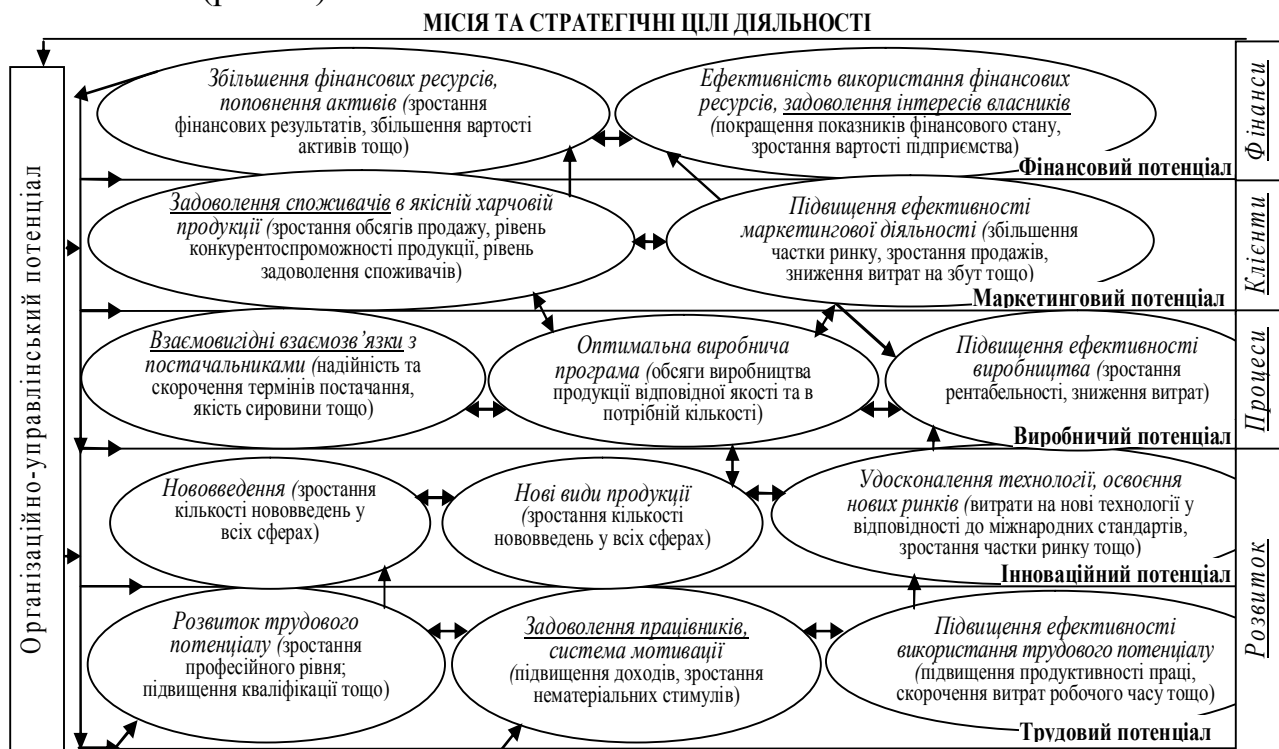 МІСІЯ ТА СТРАТЕГІЧНІ ЦІЛІ ДІЯЛЬНОСТІ
Організаційно-управлінський потенціал
Збільшення фінансових ресурсів,
поповнення активів (зростання
фінансових результатів, збільшення вартості
активів тощо)
Ефективність використання фінансових
ресурсів, задоволення інтересів власників
(покращення показників фінансового стану,
зростання вартості підприємства)
Фінансовий потенціал
Фінанси
Задоволення споживачів в якісній харчовій
продукції (зростання обсягів продажу, рівень
конкурентоспроможності продукції, рівень
задоволення споживачів)
Підвищення ефективності
маркетингової діяльності (збільшення
частки ринку, зростання продажів,
зниження витрат на збут тощо)
Маркетинговий потенціал
Клієнти
Взаємовигідні взаємозв’язки з
постачальниками (надійність та
скорочення термінів постачання,
якість сировини тощо)
Оптимальна виробнича
програма (обсяги виробництва
продукції відповідної якості та в
потрібній кількості)
Підвищення ефективності
виробництва (зростання
рентабельності, зниження витрат)
Виробничий потенціал
Процеси
Нововведення (зростання
кількості нововведень у
всіх сферах)
Нові види продукції
(зростання кількості
нововведень у всіх сферах)
Удосконалення технології, освоєння
нових ринків (витрати на нові технології у
відповідності до міжнародних стандартів,
зростання частки ринку тощо)
Інноваційний потенціал
Розвиток
Розвиток трудового
потенціалу (зростання
професійного рівня;
підвищення кваліфікації тощо)
Задоволення працівників,
система мотивації
(підвищення доходів, зростання
нематеріальних стимулів)
Підвищення ефективності
використання трудового потенціалу
(підвищення продуктивності праці,
скорочення витрат робочого часу тощо)
Трудовий потенціал